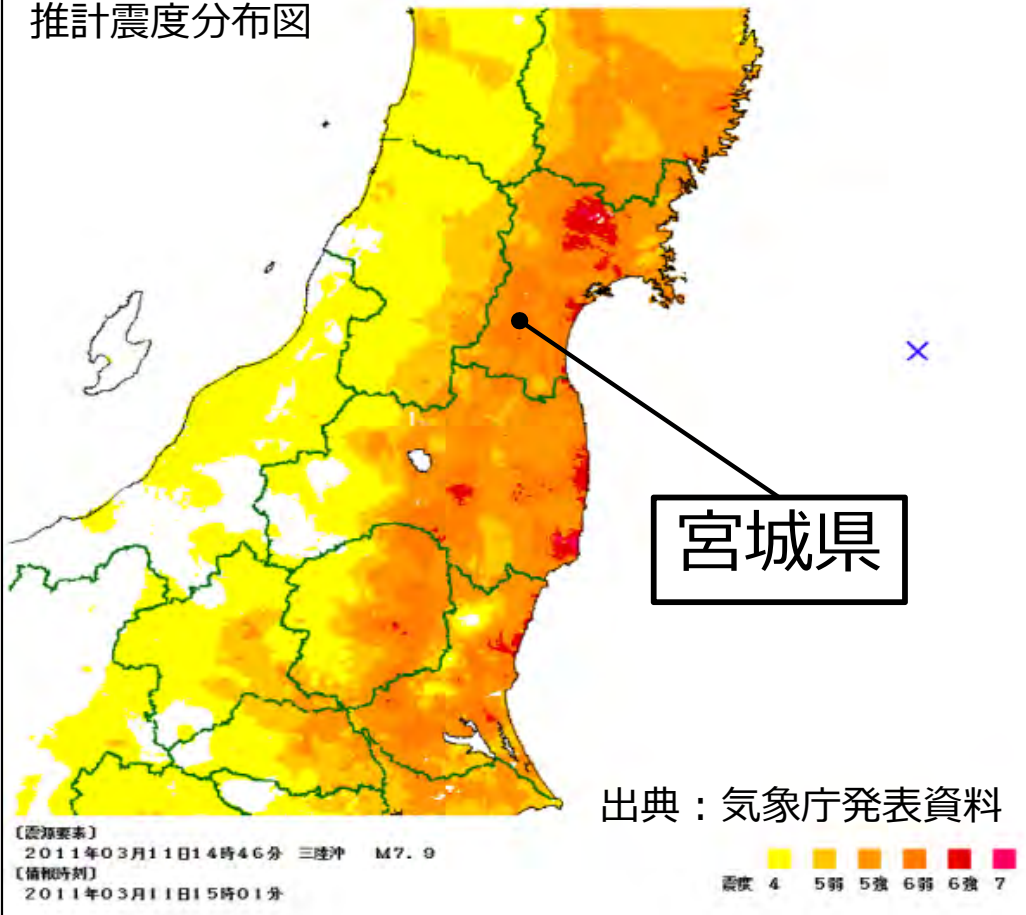 推計震度分布図
宮城県
出典：気象庁発表資料
〔震源要素〕
2011年03月11日14時46分 三陸沖 M7.9
〔情報時刻〕
2011年03月11日15時01分
震度 4 5弱 5強 6弱 6強 7